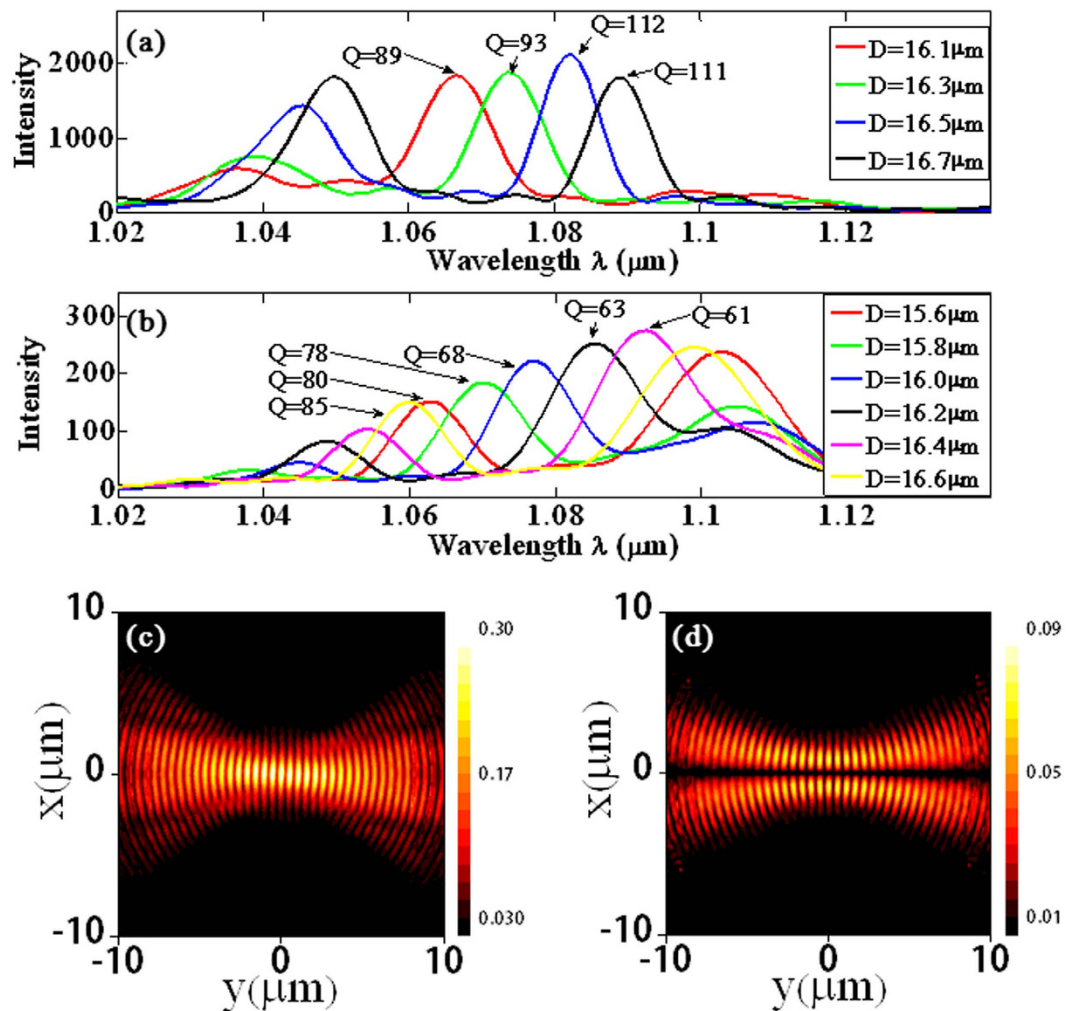 (a)
Q=89
Q=93
Q=112
Q=111
D=16.1μm
D=16.3μm
D=16.5μm
D=16.7μm
Intensity
2000
1000
0
1.02 1.04 1.06 1.08 1.1 1.12
Wavelength λ (μm)
(b)
Q=63
Q=61
Q=78
Q=68
Q=80
Q=85
D=15.6μm
D=15.8μm
D=16.0μm
D=16.2μm
D=16.4μm
D=16.6μm
Intensity
300
200
100
0
1.02 1.04 1.06 1.08 1.1 1.12
Wavelength λ (μm)
(c)
10
0
-10
x(μm)
-10 0 10
y(μm)
0.30
0.17
0.030
(d)
10
0
-10
x(μm)
-10 0 10
y(μm)
0.09
0.05
0.01